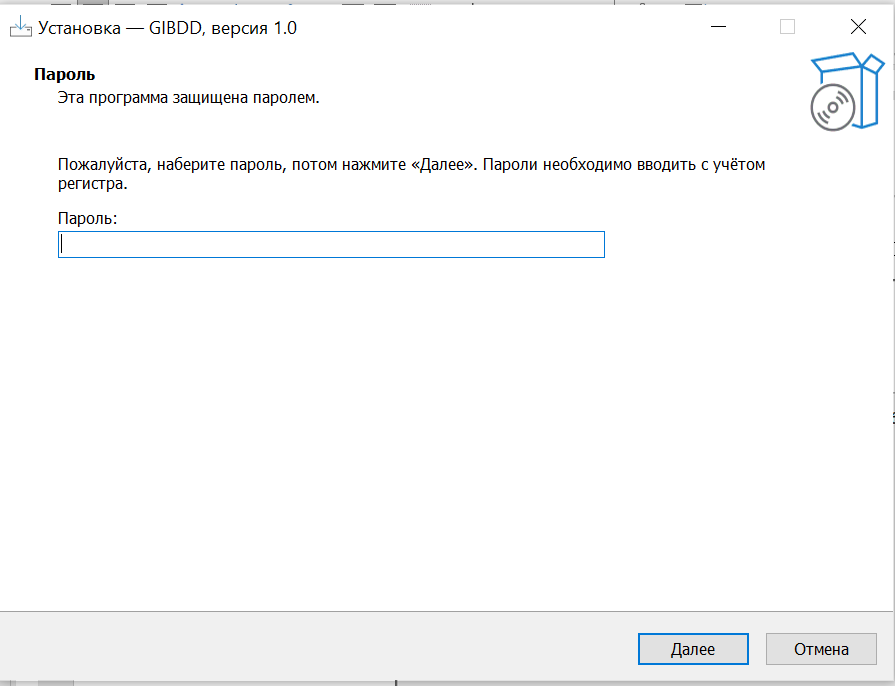 Установка — GIBDD, версия 1.0
Пароль
Эта программа защищена паролем.
Пожалуйста, наберите пароль, потом нажмите «Далее». Пароли необходимо вводить с учётом
регистра.
Пароль:
Далее
Отмена